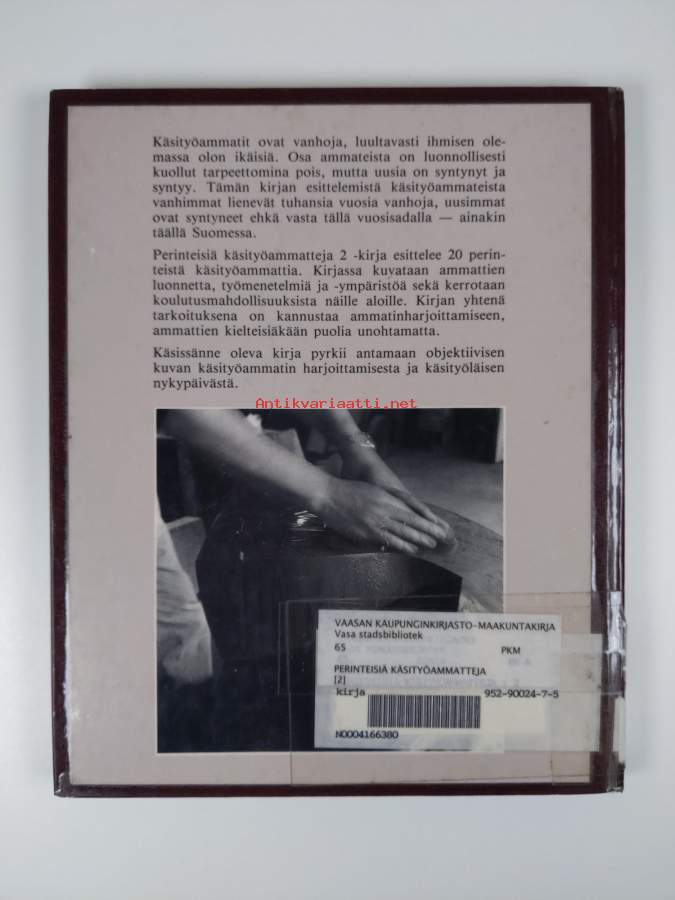 Käsityöammatit ovat vanhoja, luultavasti ihmisen ole-
massa olon ikäisiä. Osa ammateista on luonnollisesti
kuollut tarpeettomina pois, mutta uusia on syntynyt ja
syntyy. Tämän kirjan esittelemistä käsityöammateista
vanhimmat lienevät tuhansia vuosia vanhoja, uusimmat
ovat syntyneet ehkä vasta tällä vuosisadalla — ainakin
täällä Suomessa.
Perinteisiä käsityöammatteja 2 -kirja esittelee 20 perin-
teistä käsityöammattia. Kirjassa kuvataan ammattien
luonnetta, työmenetelmiä ja -ympäristöä sekä kerrotaan
koulutusmahdollisuuksista näille aloille. Kirjan yhtenä
tarkoituksena on kannustaa ammatinharjoittamiseen,
ammattien kielteisiäkään puolia unohtamatta.
Käsissänne oleva kirja pyrkii antamaan objektiivisen
kuvan käsityöammatin harjoittamisesta ja käsityöläisen
nykypäivästä.
Antikvariaatti.net
VAASAN KAUPUNGINKIRJASTO-MAAKUNTAKIRJA
Vasa stadsbibliotek
65 PKM
PERINTEISIÄ KÄSITYÖAMMATTEJA
[2]
kirja 952-90024-7-5
N0004166380